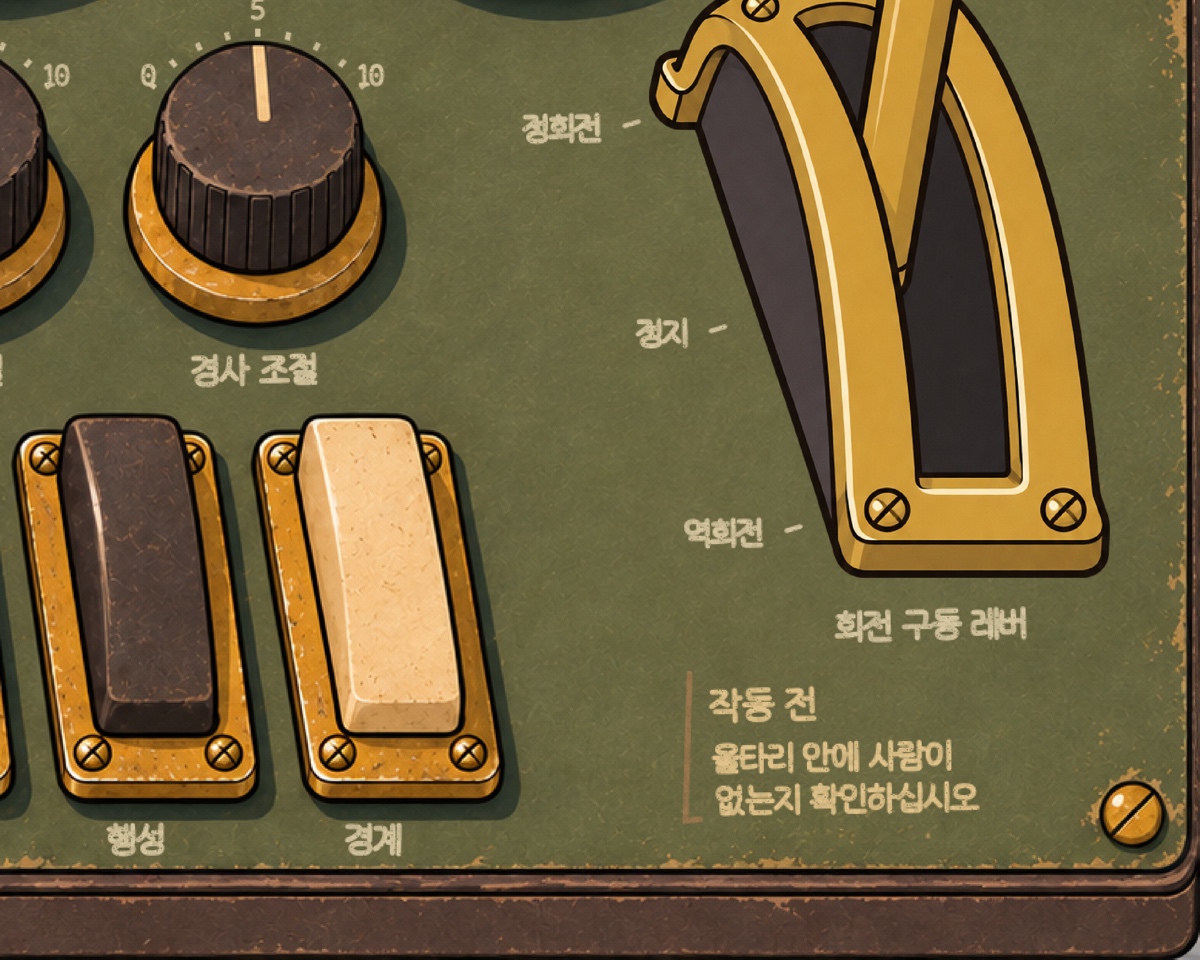 5
10
0
10
정회전
정지
경사 조절
역회전
회전 구동 레버
작동 전
울타리 안에 사람이
없는지 확인하십시오
행성
경계